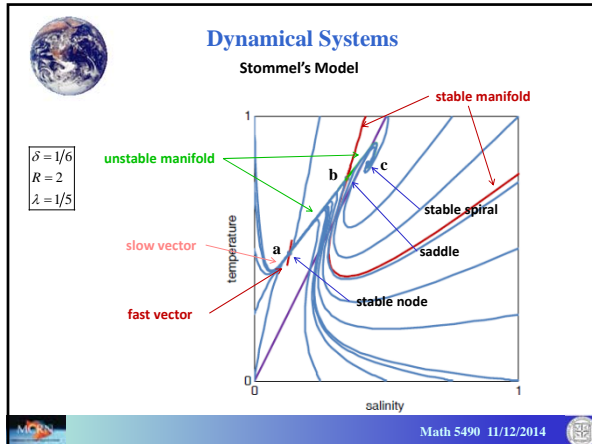 Dynamical Systems
Stommel's Model
stable manifold
1
δ = 1/6
R = 2
λ = 1/5
unstable manifold
b
c
stable spiral
saddle
a
slow vector
temperature
stable node
fast vector
0
0
1
salinity
MCRN
Math 5490 11/12/2014